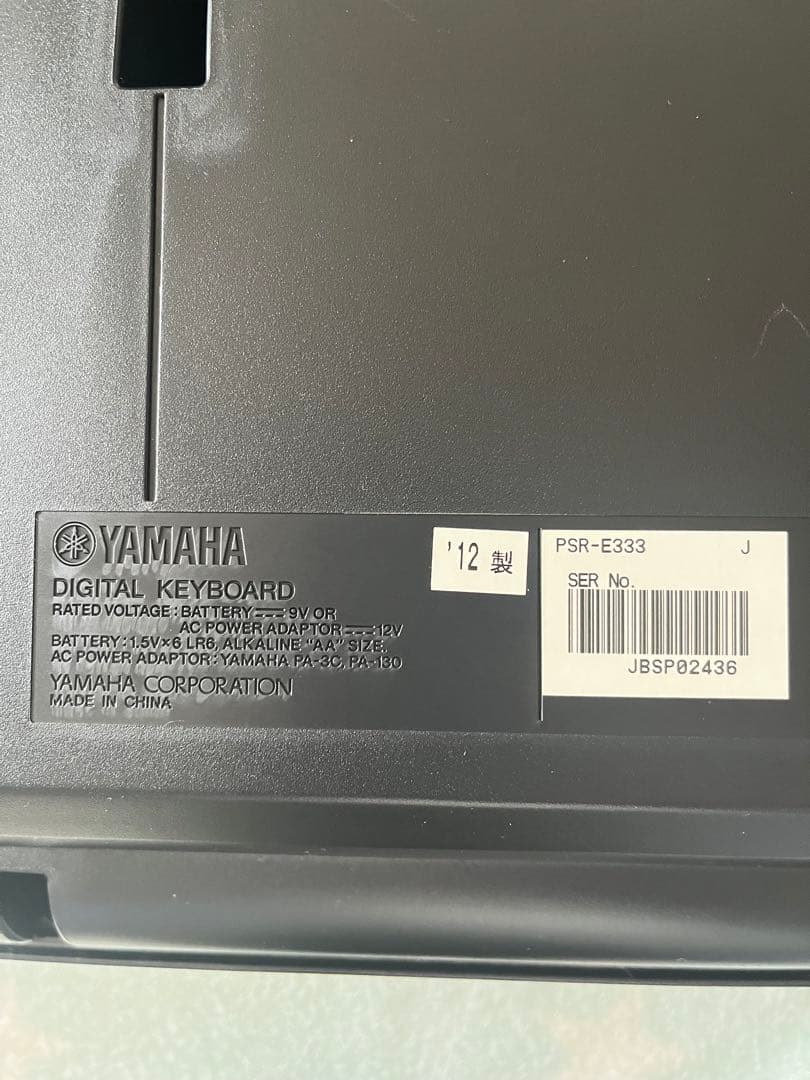 YAMAHA
DIGITAL KEYBOARD
RATED VOLTAGE : BATTERY ⎓ 9V OR
AC POWER ADAPTOR ⎓ 12V
BATTERY : 1.5V×6 LR6, ALKALINE "AA" SIZE.
AC POWER ADAPTOR : YAMAHA PA-3C, PA-130
YAMAHA CORPORATION
MADE IN CHINA
'12 製
PSR-E333 J
SER No.
JBSP02436